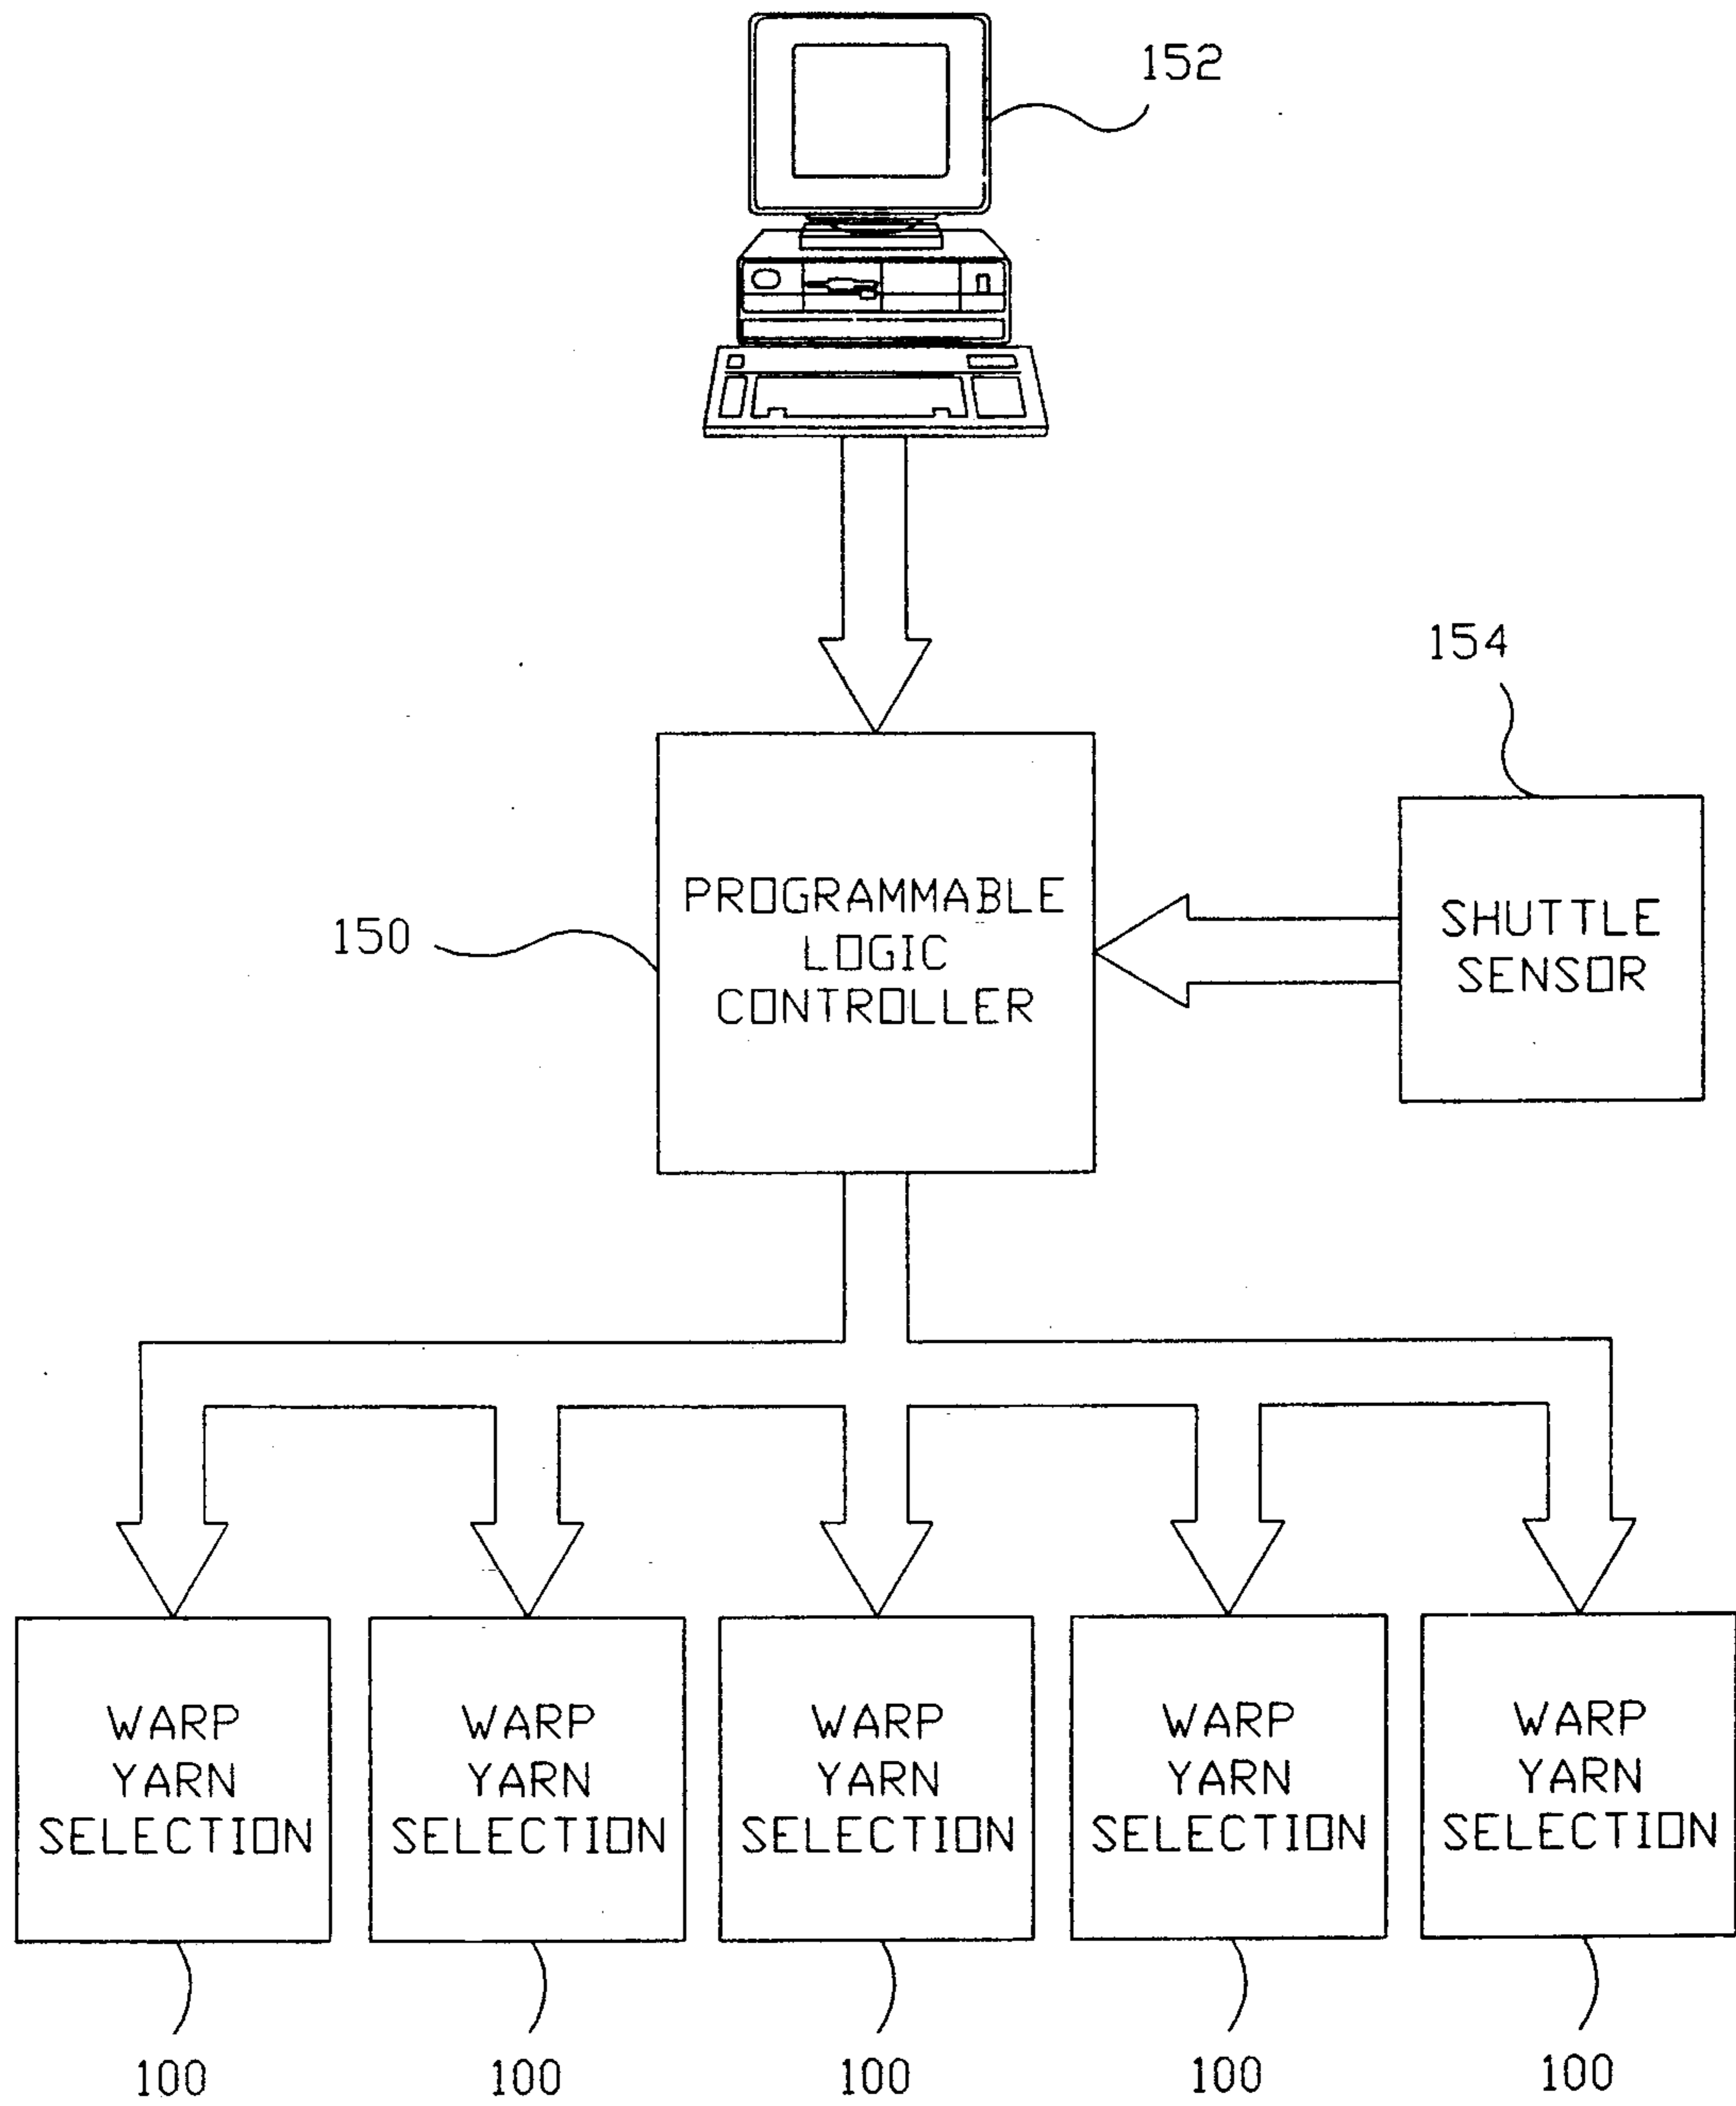 152
154
150
PROGRAMMABLE
LOGIC
CONTROLLER
SHUTTLE
SENSOR
WARP
YARN
SELECTION
WARP
YARN
SELECTION
WARP
YARN
SELECTION
WARP
YARN
SELECTION
WARP
YARN
SELECTION
100
100
100
100
100